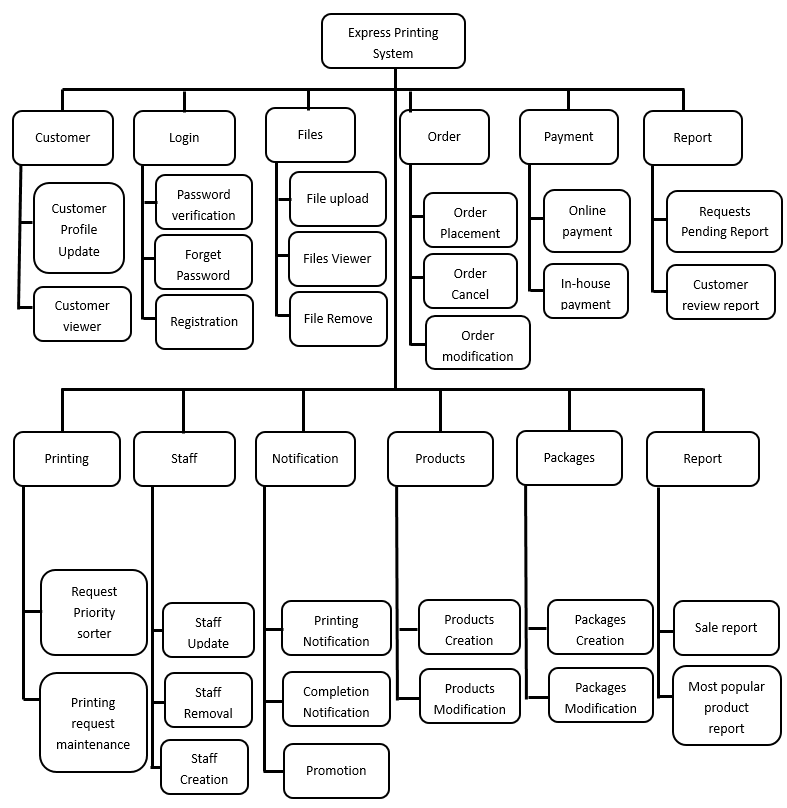 Express Printing
System
Customer
Login
Files
Order
Payment
Report
Customer
Profile
Update
Customer
viewer
Password
verification
Forget
Password
Registration
File upload
Files Viewer
File Remove
Order
Placement
Order
Cancel
Order
modification
Online
payment
In-house
payment
Requests
Pending Report
Customer
review report
Printing
Staff
Notification
Products
Packages
Report
Request
Priority
sorter
Printing
request
maintenance
Staff
Update
Staff
Removal
Staff
Creation
Printing
Notification
Completion
Notification
Promotion
Products
Creation
Products
Modification
Packages
Creation
Packages
Modification
Sale report
Most popular
product
report